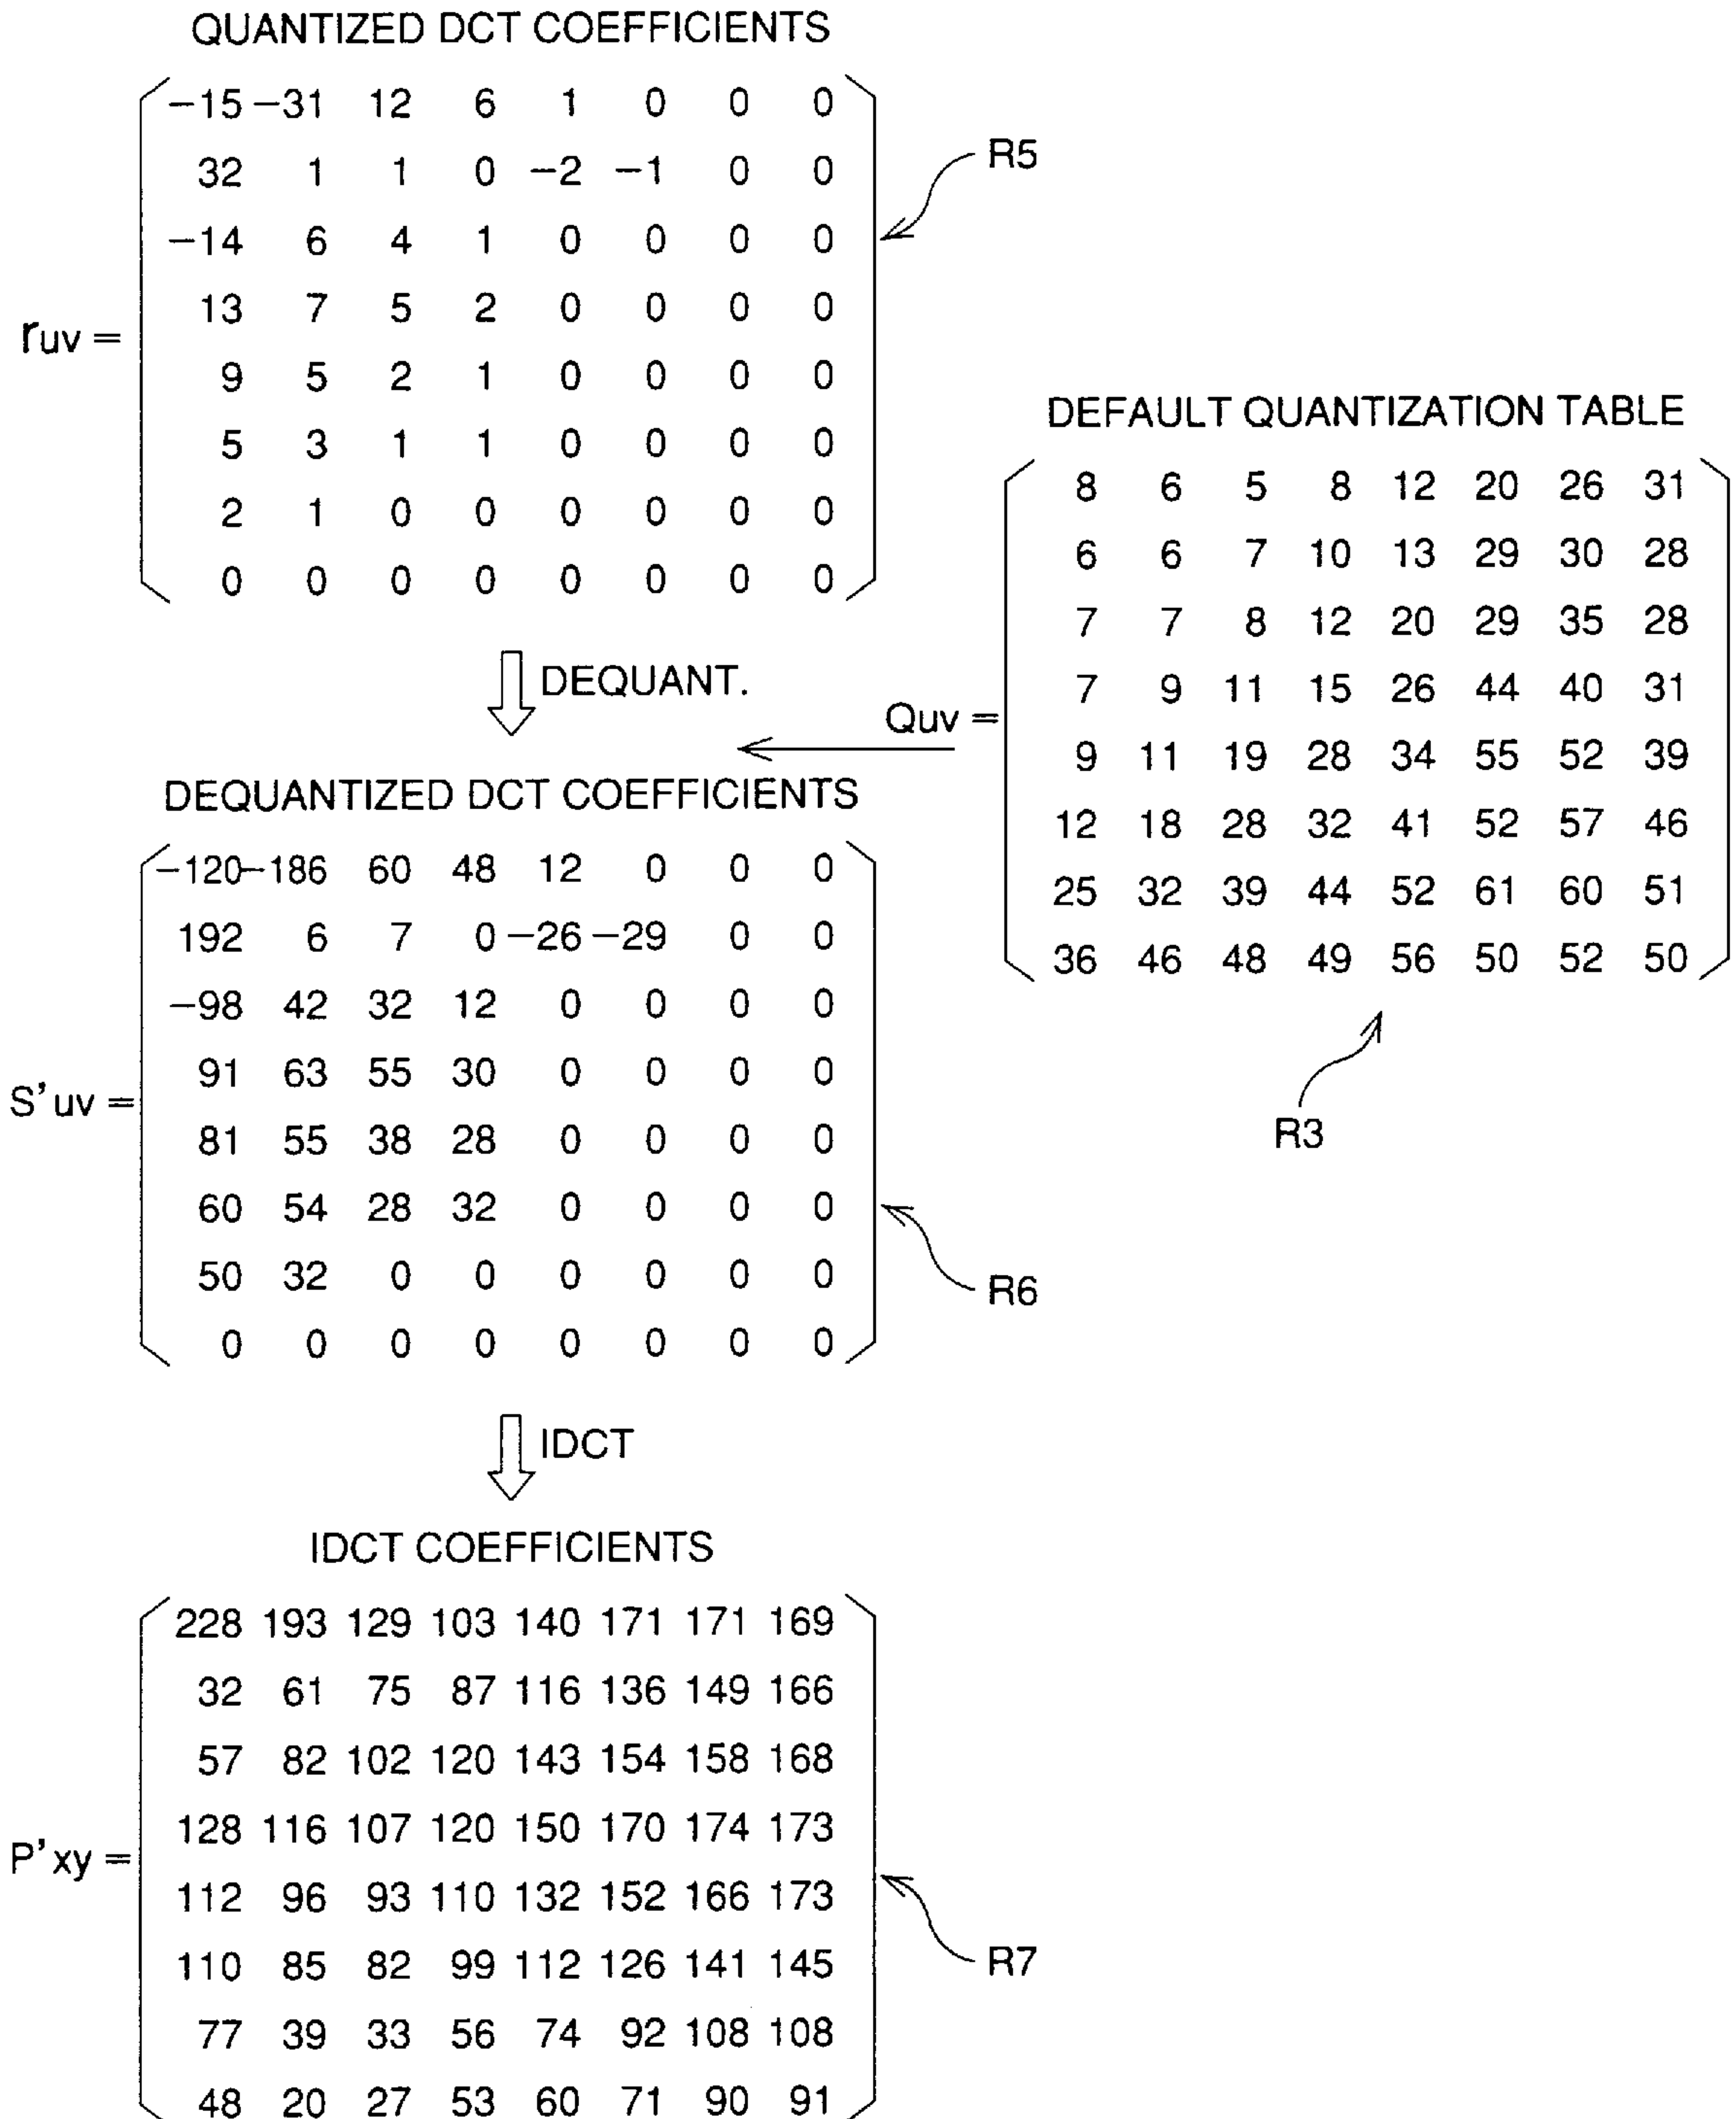 QUANTIZED DCT COEFFICIENTS
−15 −31 12 6 1 0 0 0
32 1 1 0 −2 −1 0 0
R5
−14 6 4 1 0 0 0 0
13 7 5 2 0 0 0 0
ruv =
9 5 2 1 0 0 0 0
5 3 1 1 0 0 0 0
2 1 0 0 0 0 0 0
0 0 0 0 0 0 0 0
DEFAULT QUANTIZATION TABLE
8 6 5 8 12 20 26 31
6 6 7 10 13 29 30 28
7 7 8 12 20 29 35 28
7 9 11 15 26 44 40 31
Quv =
9 11 19 28 34 55 52 39
12 18 28 32 41 52 57 46
25 32 39 44 52 61 60 51
36 46 48 49 56 50 52 50
R3
DEQUANT.
DEQUANTIZED DCT COEFFICIENTS
−120 −186 60 48 12 0 0 0
192 6 7 0 −26 −29 0 0
−98 42 32 12 0 0 0 0
91 63 55 30 0 0 0 0
S'uv =
81 55 38 28 0 0 0 0
60 54 28 32 0 0 0 0
50 32 0 0 0 0 0 0
R6
0 0 0 0 0 0 0 0
IDCT
IDCT COEFFICIENTS
228 193 129 103 140 171 171 169
32 61 75 87 116 136 149 166
57 82 102 120 143 154 158 168
128 116 107 120 150 170 174 173
P'xy =
112 96 93 110 132 152 166 173
110 85 82 99 112 126 141 145
R7
77 39 33 56 74 92 108 108
48 20 27 53 60 71 90 91